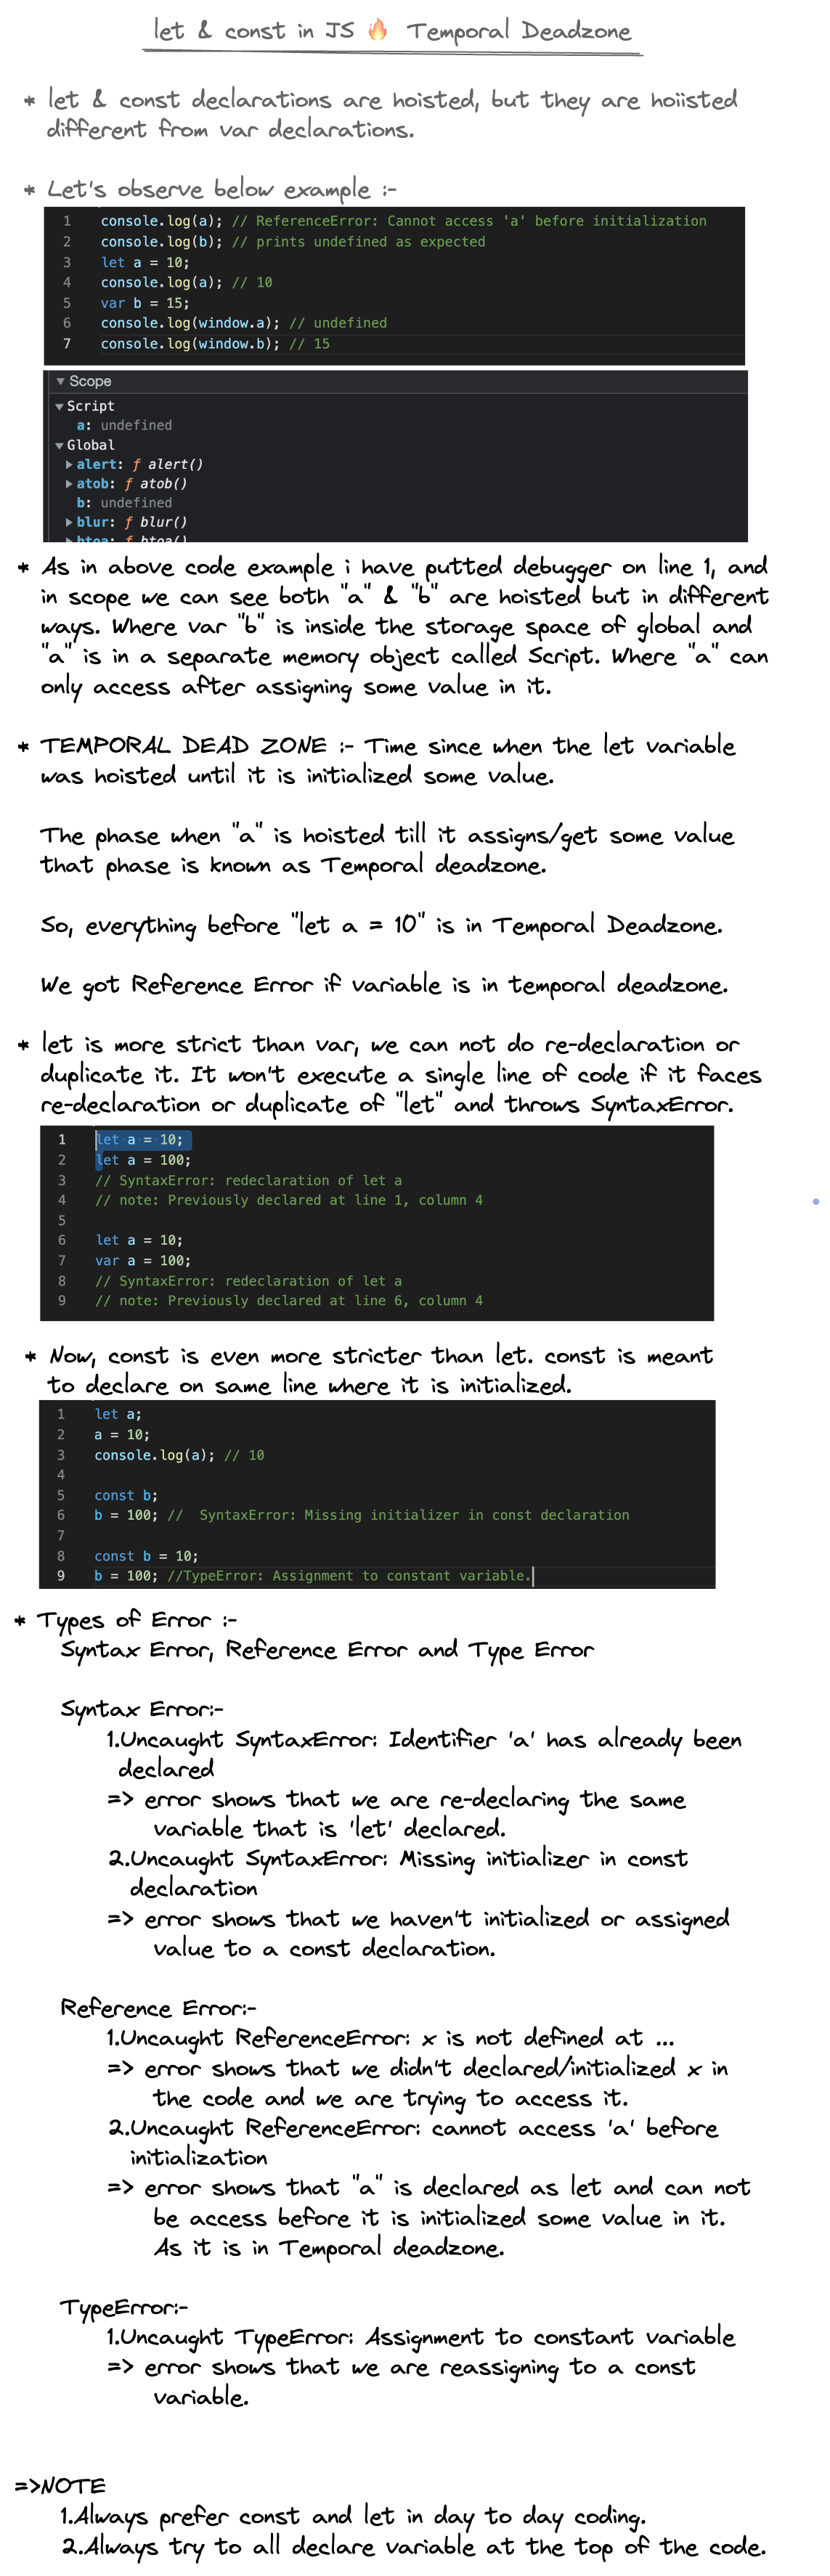 let & const in JS 🔥 Temporal Deadzone
* let & const declarations are hoisted, but they are hoiisted
different from var declarations.
* Let's observe below example :-
1 console.log(a); // ReferenceError: Cannot access 'a' before initialization
2 console.log(b); // prints undefined as expected
3 let a = 10;
4 console.log(a); // 10
5 var b = 15;
6 console.log(window.a); // undefined
7 console.log(window.b); // 15
▼ Scope
▼ Script
a: undefined
▼ Global
▶ alert: ƒ alert()
▶ atob: ƒ atob()
b: undefined
▶ blur: ƒ blur()
▶ btoa: ƒ btoa()
* As in above code example i have putted debugger on line 1, and
in scope we can see both "a" & "b" are hoisted but in different
ways. Where var "b" is inside the storage space of global and
"a" is in a separate memory object called Script. Where "a" can
only access after assigning some value in it.
* TEMPORAL DEAD ZONE :- Time since when the let variable
was hoisted until it is initialized some value.
The phase when "a" is hoisted till it assigns/get some value
that phase is known as Temporal deadzone.
So, everything before "let a = 10" is in Temporal Deadzone.
We got Reference Error if variable is in temporal deadzone.
* let is more strict than var, we can not do re-declaration or
duplicate it. It won't execute a single line of code if it faces
re-declaration or duplicate of "let" and throws SyntaxError.
1 let a = 10;
2 let a = 100;
3 // SyntaxError: redeclaration of let a
4 // note: Previously declared at line 1, column 4
5
6 let a = 10;
7 var a = 100;
8 // SyntaxError: redeclaration of let a
9 // note: Previously declared at line 6, column 4
* Now, const is even more stricter than let. const is meant
to declare on same line where it is initialized.
1 let a;
2 a = 10;
3 console.log(a); // 10
4
5 const b;
6 b = 100; //  SyntaxError: Missing initializer in const declaration
7
8 const b = 10;
9 b = 100; //TypeError: Assignment to constant variable.
* Types of Error :-
Syntax Error, Reference Error and Type Error
Syntax Error:-
1.Uncaught SyntaxError: Identifier 'a' has already been
declared
=> error shows that we are re-declaring the same
variable that is 'let' declared.
2.Uncaught SyntaxError: Missing initializer in const
declaration
=> error shows that we haven't initialized or assigned
value to a const declaration.
Reference Error:-
1.Uncaught ReferenceError: x is not defined at ...
=> error shows that we didn't declared/initialized x in
the code and we are trying to access it.
2.Uncaught ReferenceError: cannot access 'a' before
initialization
=> error shows that "a" is declared as let and can not
be access before it is initialized some value in it.
As it is in Temporal deadzone.
TypeError:-
1.Uncaught TypeError: Assignment to constant variable
=> error shows that we are reassigning to a const
variable.
=>NOTE
1.Always prefer const and let in day to day coding.
2.Always try to all declare variable at the top of the code.